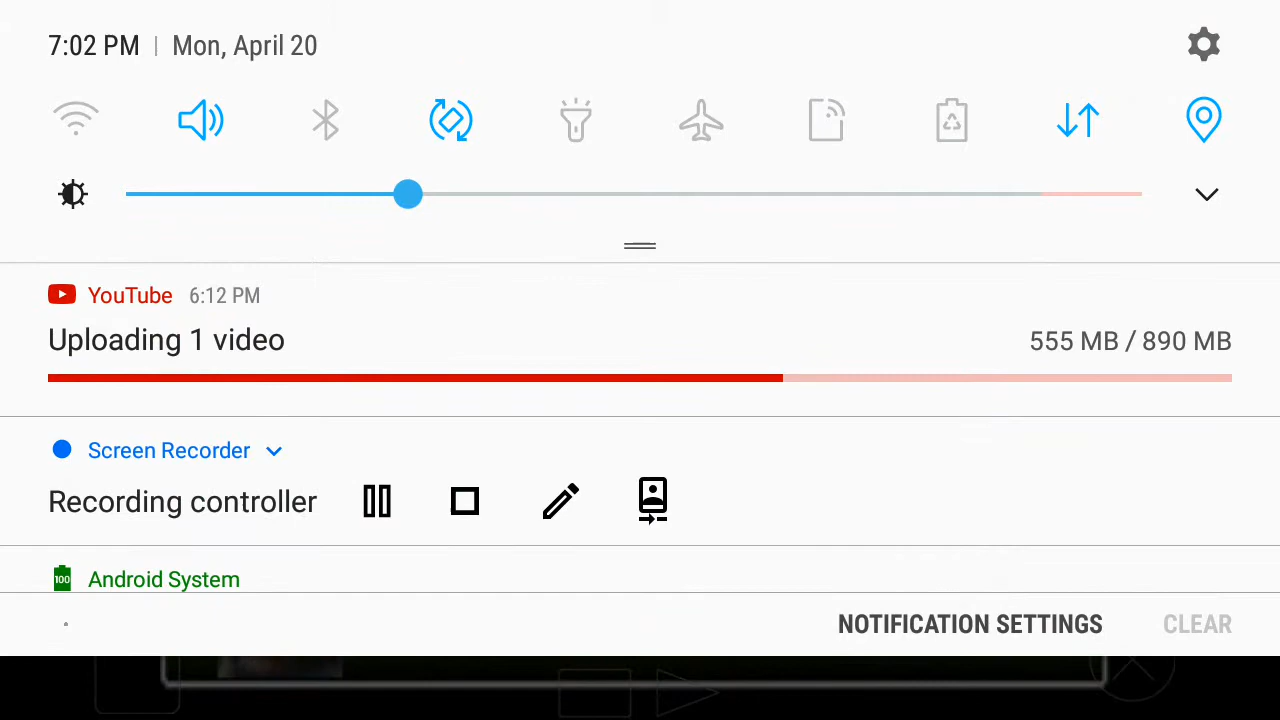 7:02 PM | Mon, April 20
YouTube 6:12 PM
Uploading 1 video 555 MB / 890 MB
Screen Recorder
Recording controller
100 Android System
NOTIFICATION SETTINGS CLEAR